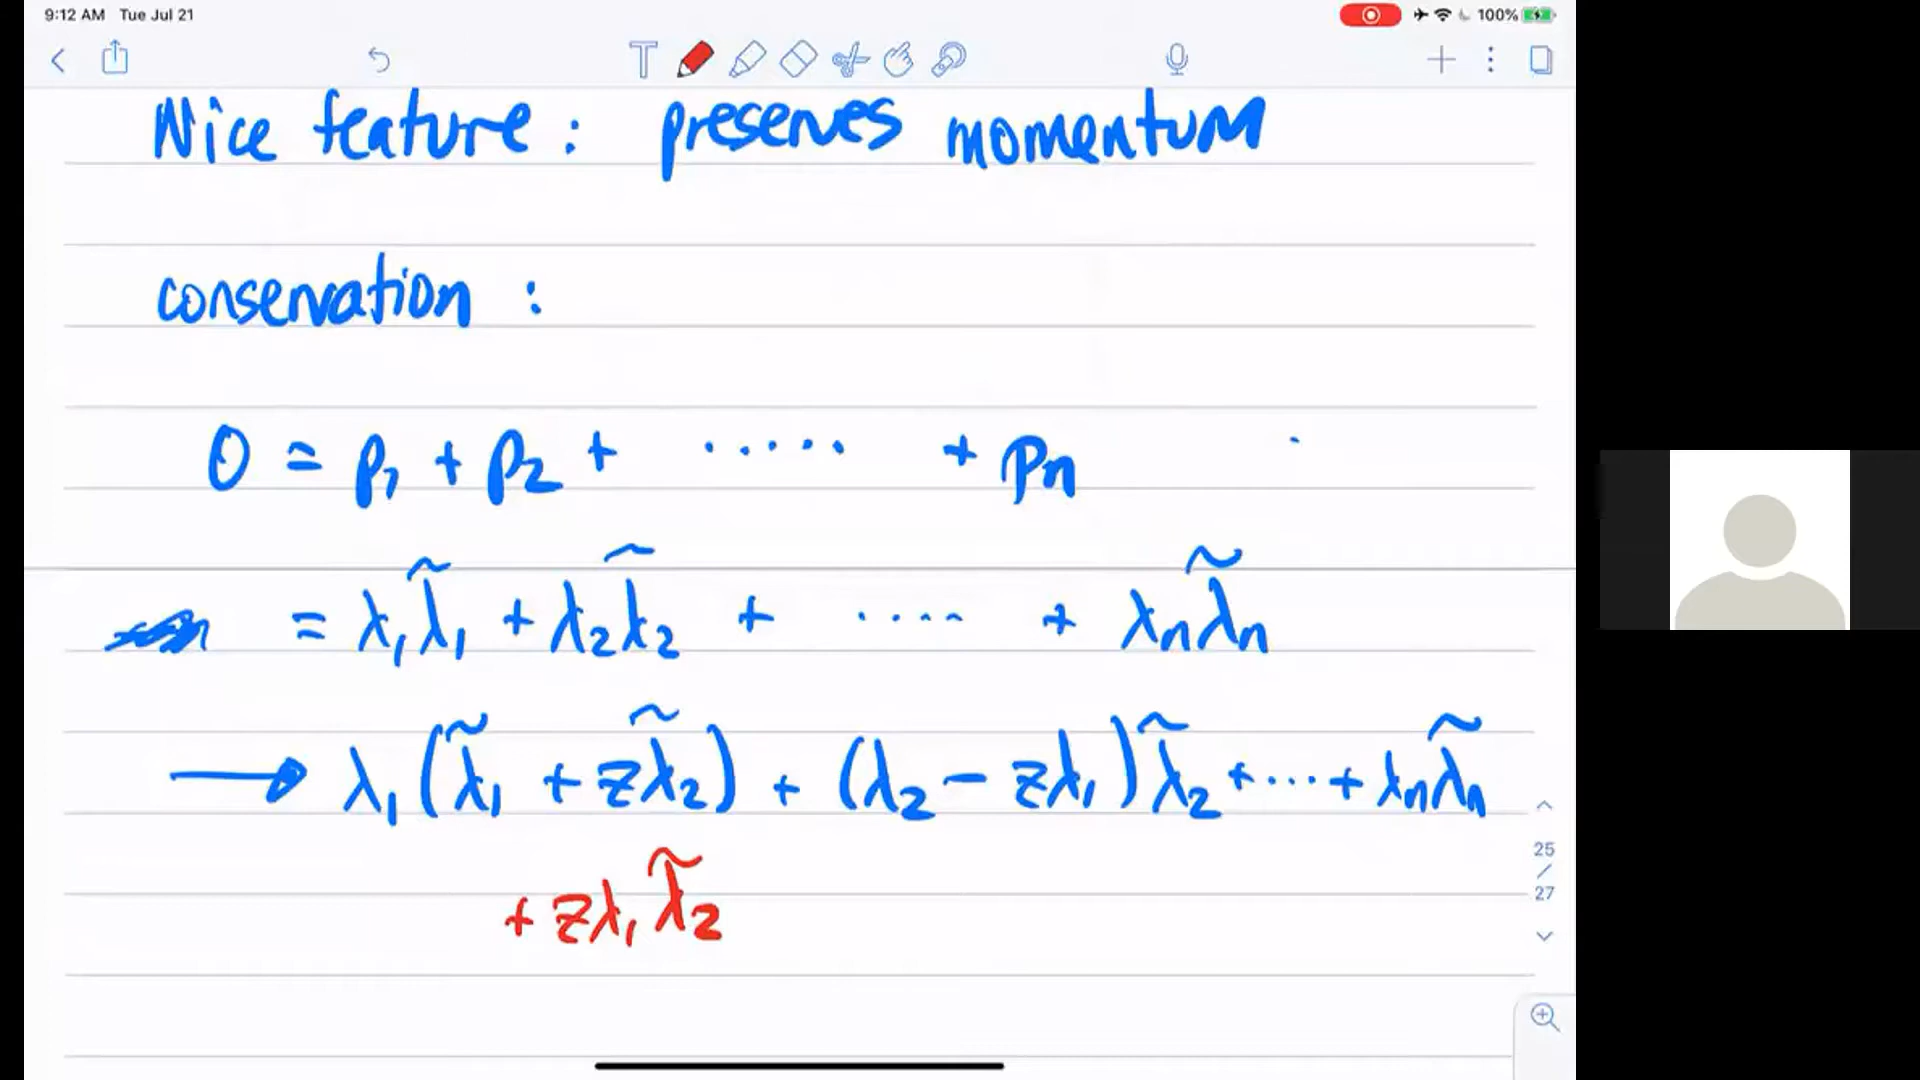 9:12 AM Tue Jul 21 100%
T
Nice feature : preserves momentum
conservation :
0 = p₁ + p₂ + ..... + pₙ
= λ₁λ̃₁ + λ₂λ̃₂ + .... + λₙλ̃ₙ
→ λ₁(λ̃₁ + zλ̃₂) + (λ₂ − zλ₁)λ̃₂ + ... + λₙλ̃ₙ
+ zλ₁λ̃₂
25
/
27